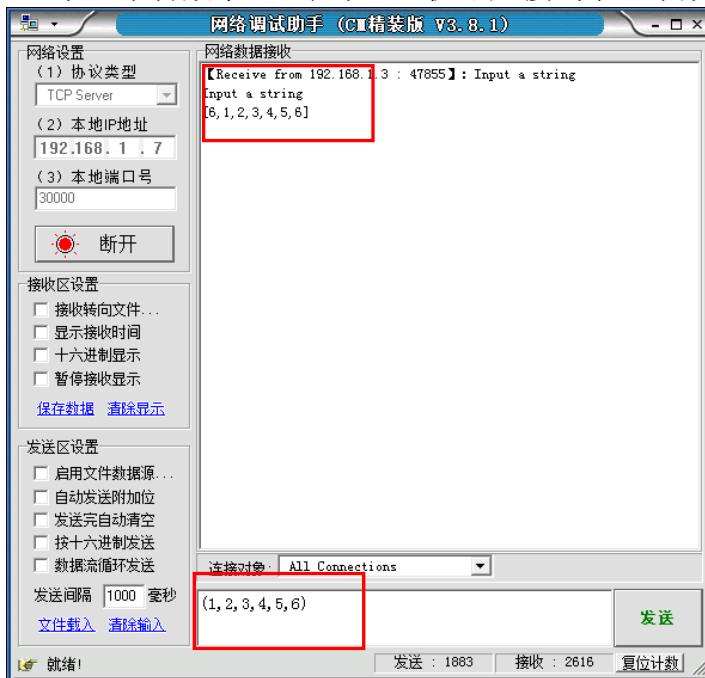 网络调试助手 (CⅢ精装版 V3.8.1)
网络设置
(1) 协议类型
TCP Server
(2) 本地IP地址
192.168. 1 . 7
(3) 本地端口号
30000
断开
接收区设置
接收转向文件...
显示接收时间
十六进制显示
暂停接收显示
保存数据 清除显示
发送区设置
启用文件数据源...
自动发送附加位
发送完自动清空
按十六进制发送
数据流循环发送
发送间隔 1000 毫秒
文件载入 清除输入
网络数据接收
【Receive from 192.168.1.3 : 47855】: Input a string
Input a string
[6,1,2,3,4,5,6]
连接对象: All Connections
(1,2,3,4,5,6)
发送
就绪!
发送 : 1883
接收 : 2616
复位计数